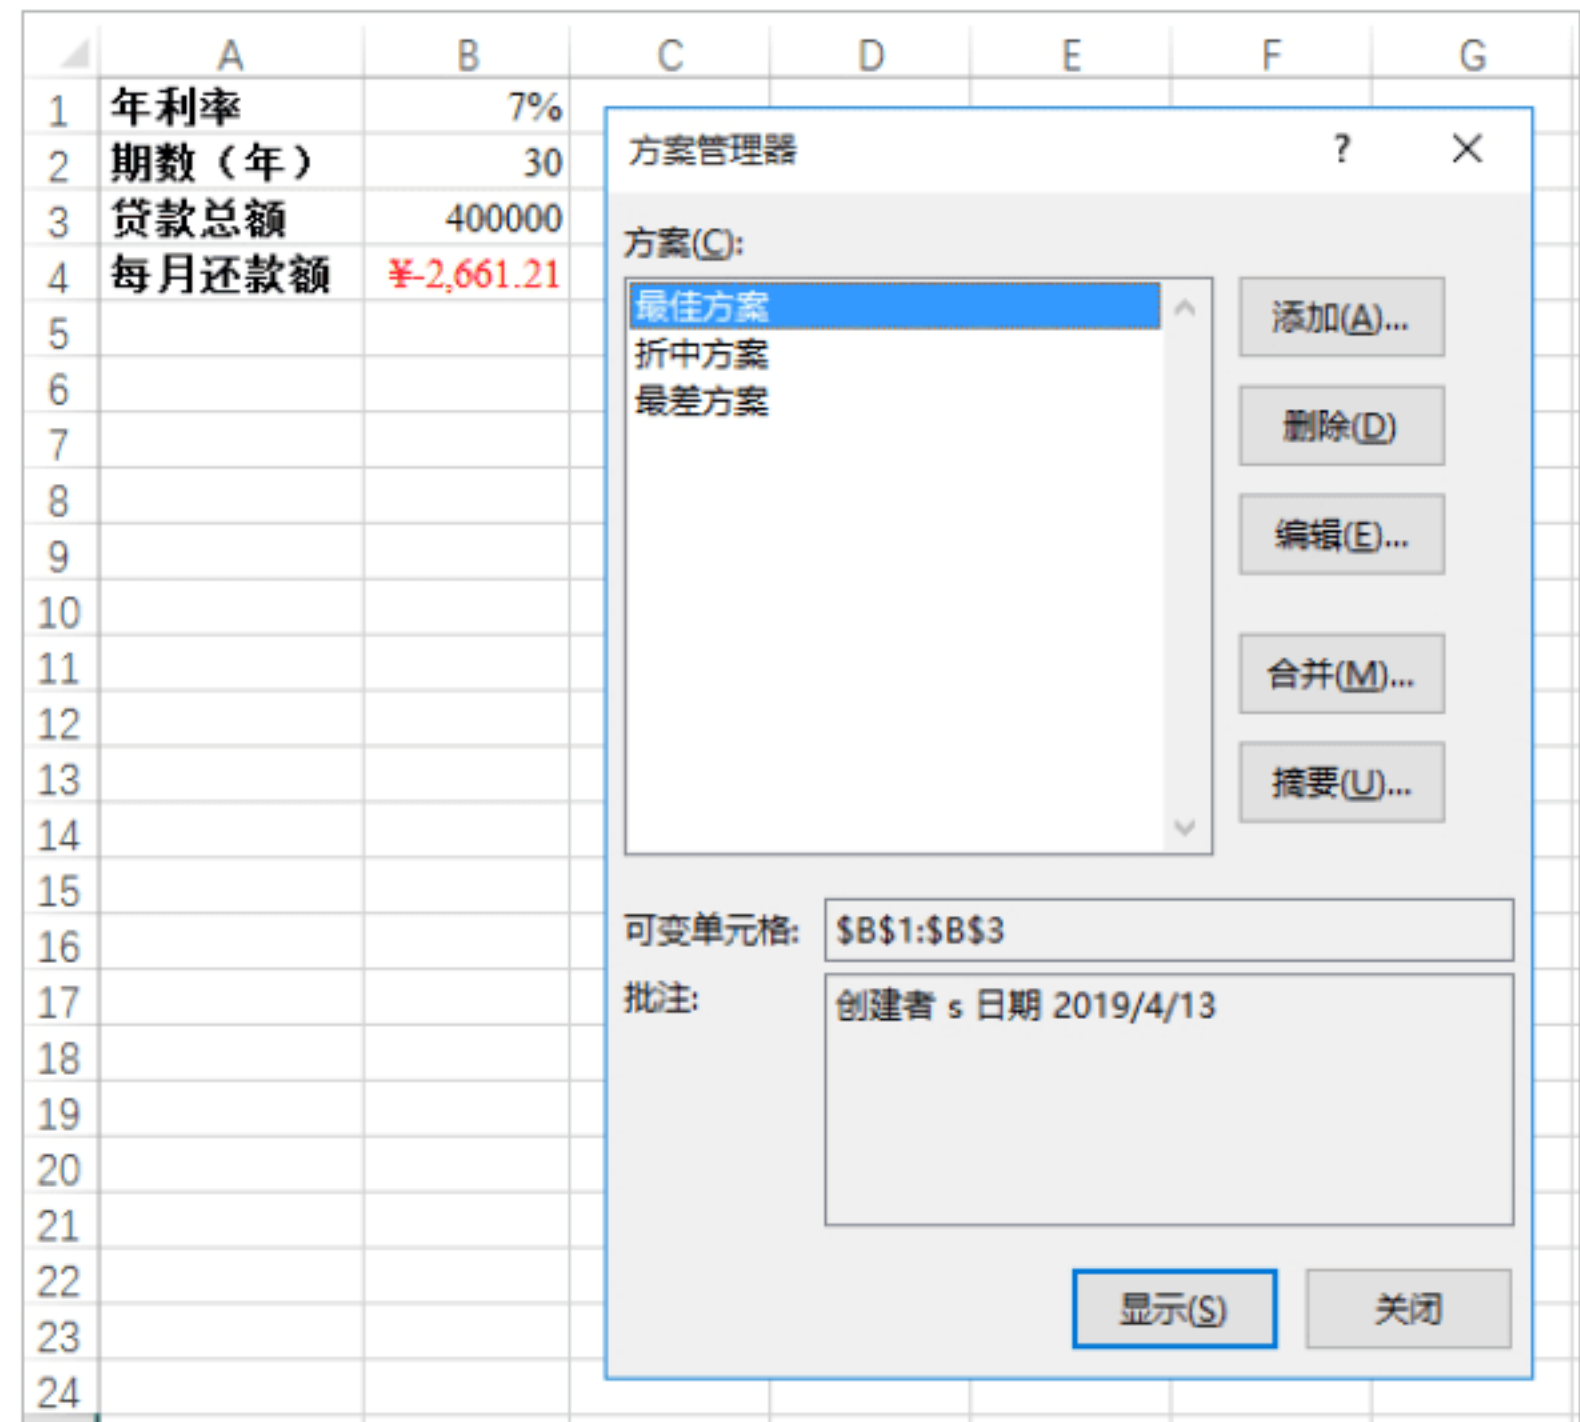 A B C D E F G
1 年利率 7%
2 期数（年） 30
3 贷款总额 400000
4 每月还款额 ¥-2,661.21
5
6
7
8
9
10
11
12
13
14
15
16
17
18
19
20
21
22
23
24
方案管理器 ? ×
方案(C):
最佳方案
折中方案
最差方案
添加(A)...
删除(D)
编辑(E)...
合并(M)...
摘要(U)...
可变单元格: $B$1:$B$3
批注: 创建者 s 日期 2019/4/13
显示(S) 关闭